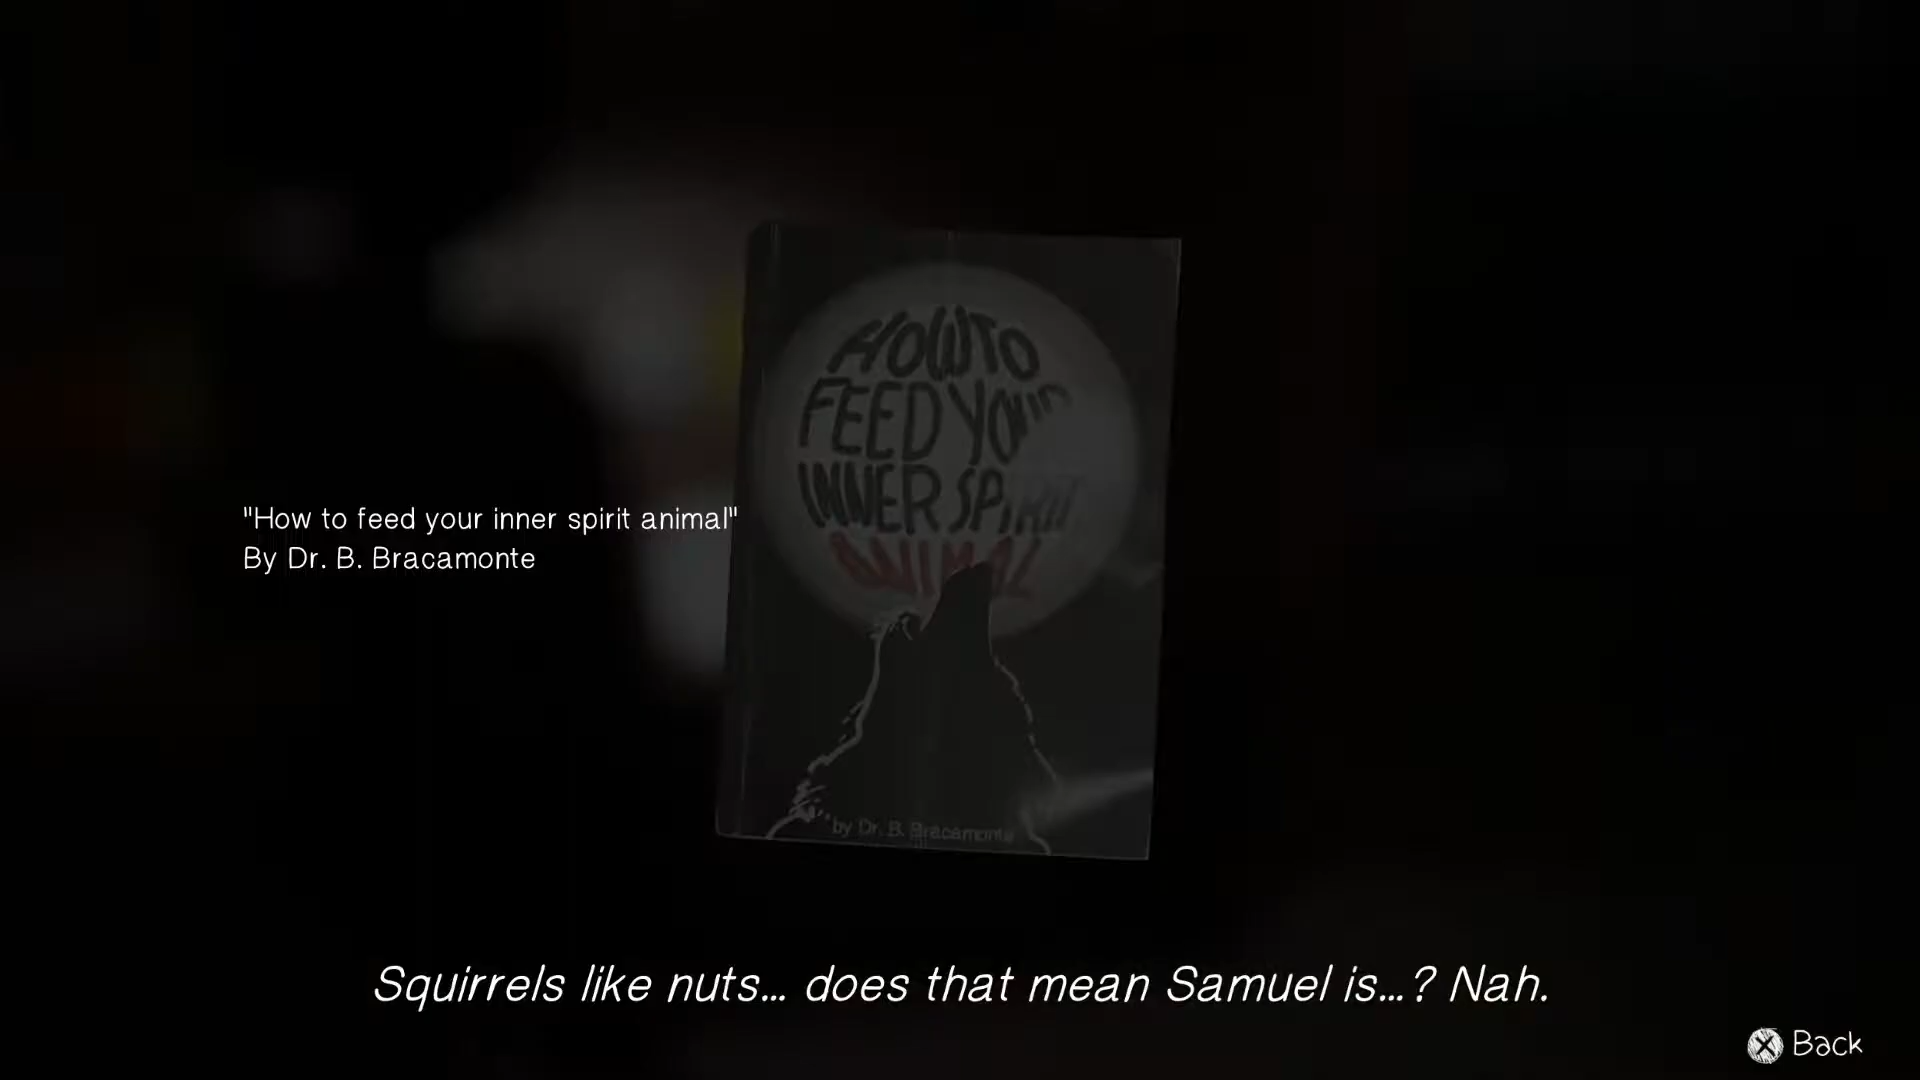 HOW TO
FEED YOUR
INNER SPIRIT
ANIMAL
"How to feed your inner spirit animal"
By Dr. B. Bracamonte
by Dr. B. Bracamonte
Squirrels like nuts... does that mean Samuel is...? Nah.
Back